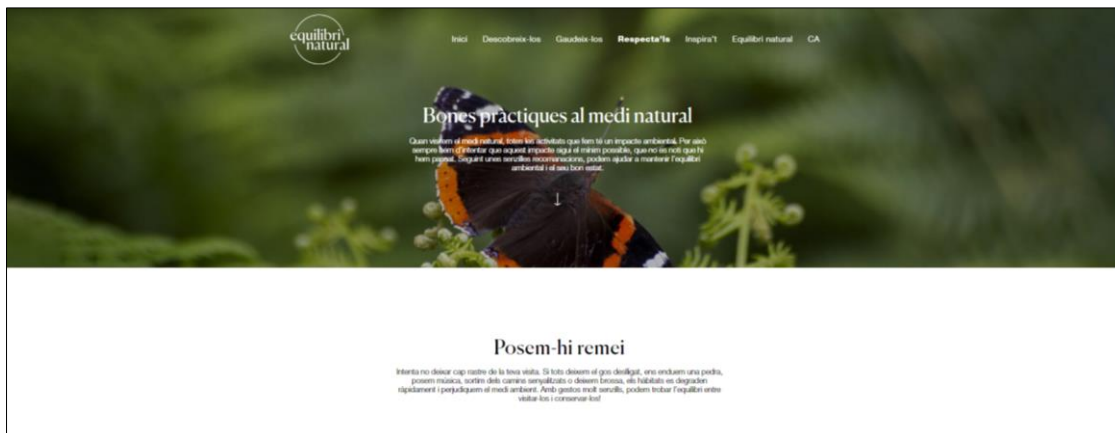 equilibri
natural
Inici Descobreix-los Gaudeix-los Respecta'ls Inspira't Equilibri natural CA
Bones pràctiques al medi natural
Quan visitem el medi natural, totes les activitats que fem té un impacte ambiental. Per això
sempre hem d'intentar que aquest impacte sigui el mínim possible, que no es noti que hi
hem passat. Seguint unes senzilles recomanacions, podem ajudar a mantenir l'equilibri
ambiental i el seu bon estat.
Posem-hi remei
Intenta no deixar cap rastre de la teva visita. Si tots deixem el gos deslligat, ens enduem una pedra,
posem música, sortim dels camins senyalitzats o deixem brossa, els hàbitats es degraden
ràpidament i perjudiquem el medi ambient. Amb gestos molt senzills, podem trobar l'equilibri entre
visitar-los i conservar-los!